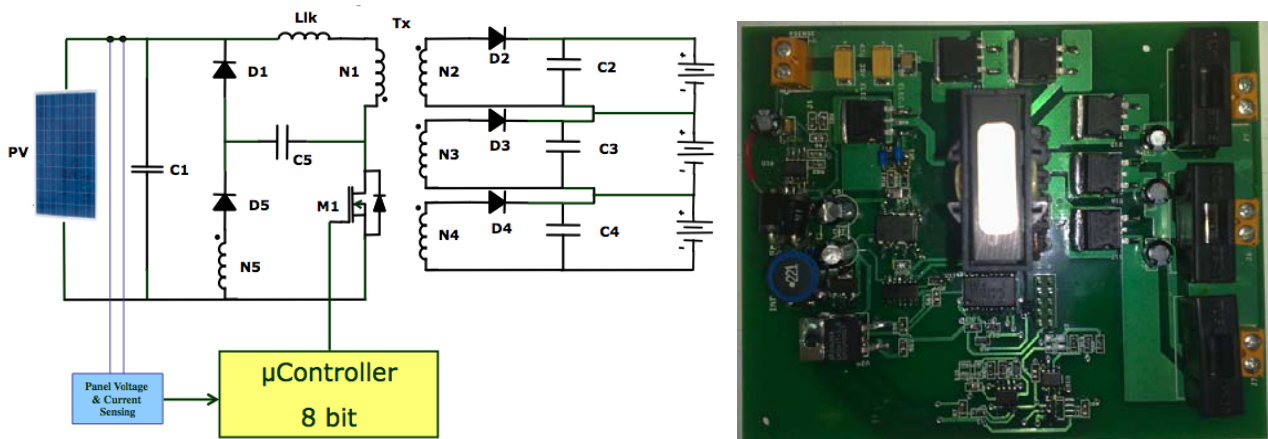 Llk
Tx
D1
N1
N2
D2
C2
PV
C1
C5
N3
D3
C3
D5
M1
N5
N4
D4
C4
µController
8 bit
Panel Voltage
& Current
Sensing
221